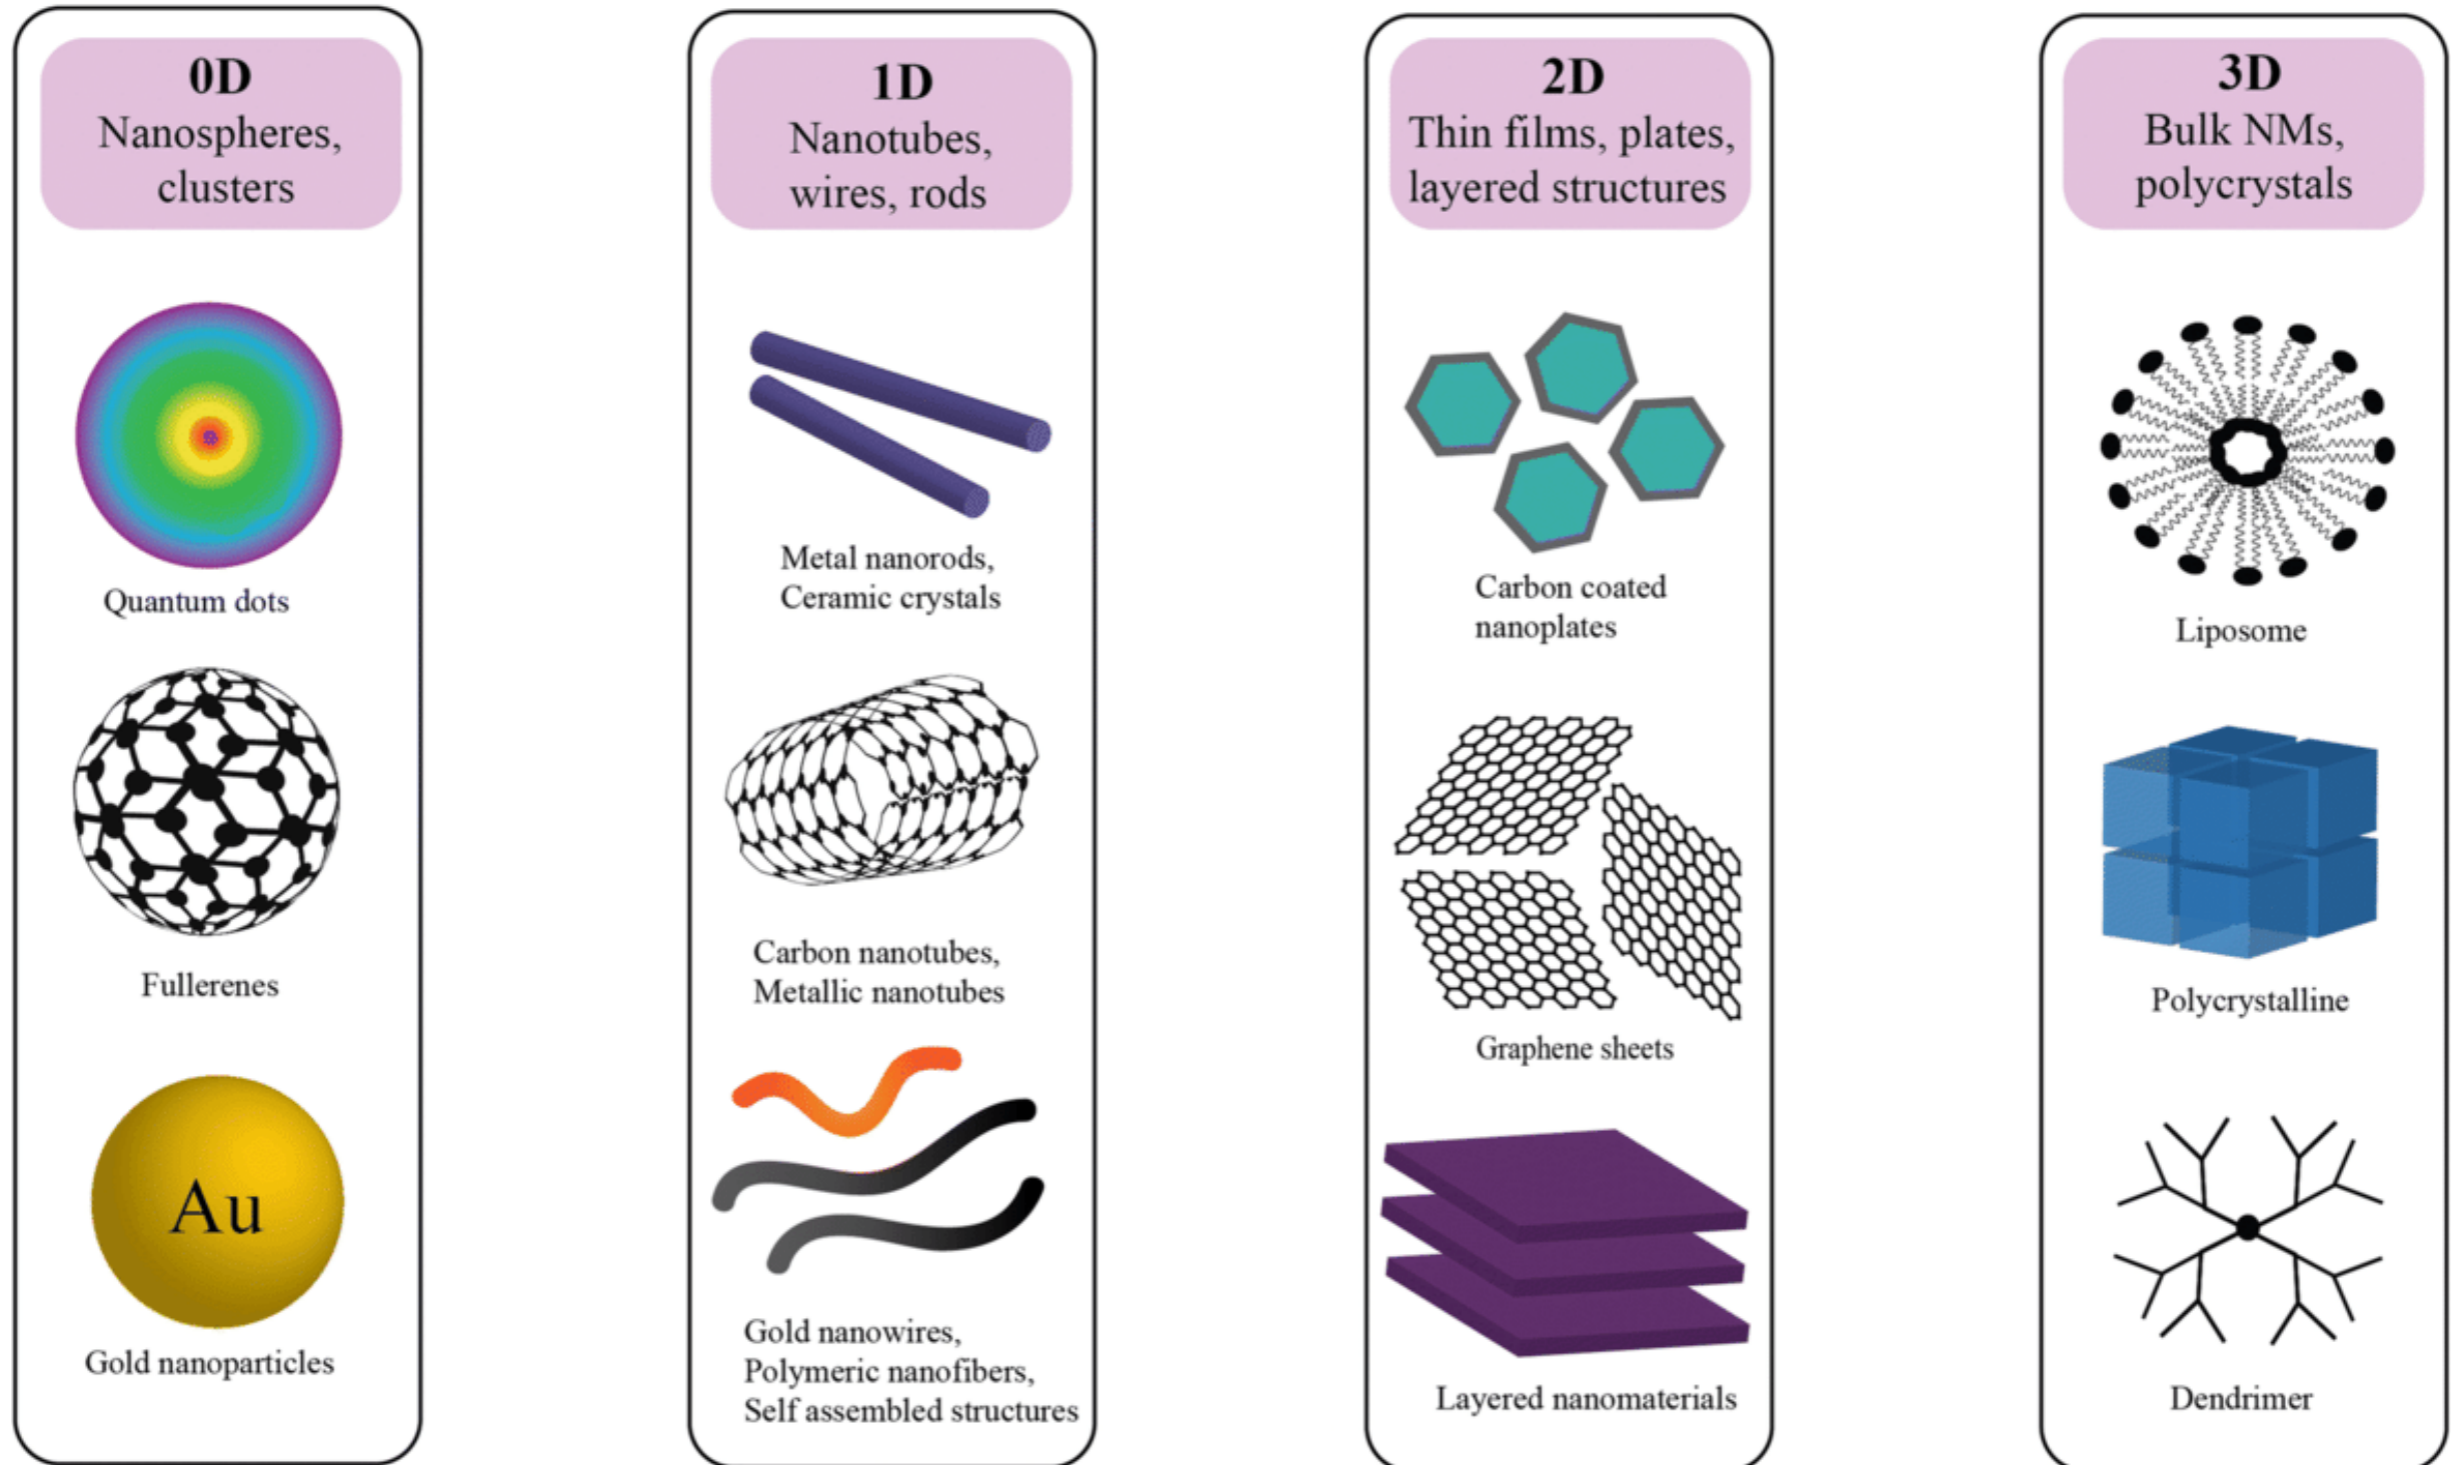 0D
Nanospheres,
clusters
Quantum dots
Fullerenes
Au
Gold nanoparticles
1D
Nanotubes,
wires, rods
Metal nanorods,
Ceramic crystals
Carbon nanotubes,
Metallic nanotubes
Gold nanowires,
Polymeric nanofibers,
Self assembled structures
2D
Thin films, plates,
layered structures
Carbon coated
nanoplates
Graphene sheets
Layered nanomaterials
3D
Bulk NMs,
polycrystals
Liposome
Polycrystalline
Dendrimer